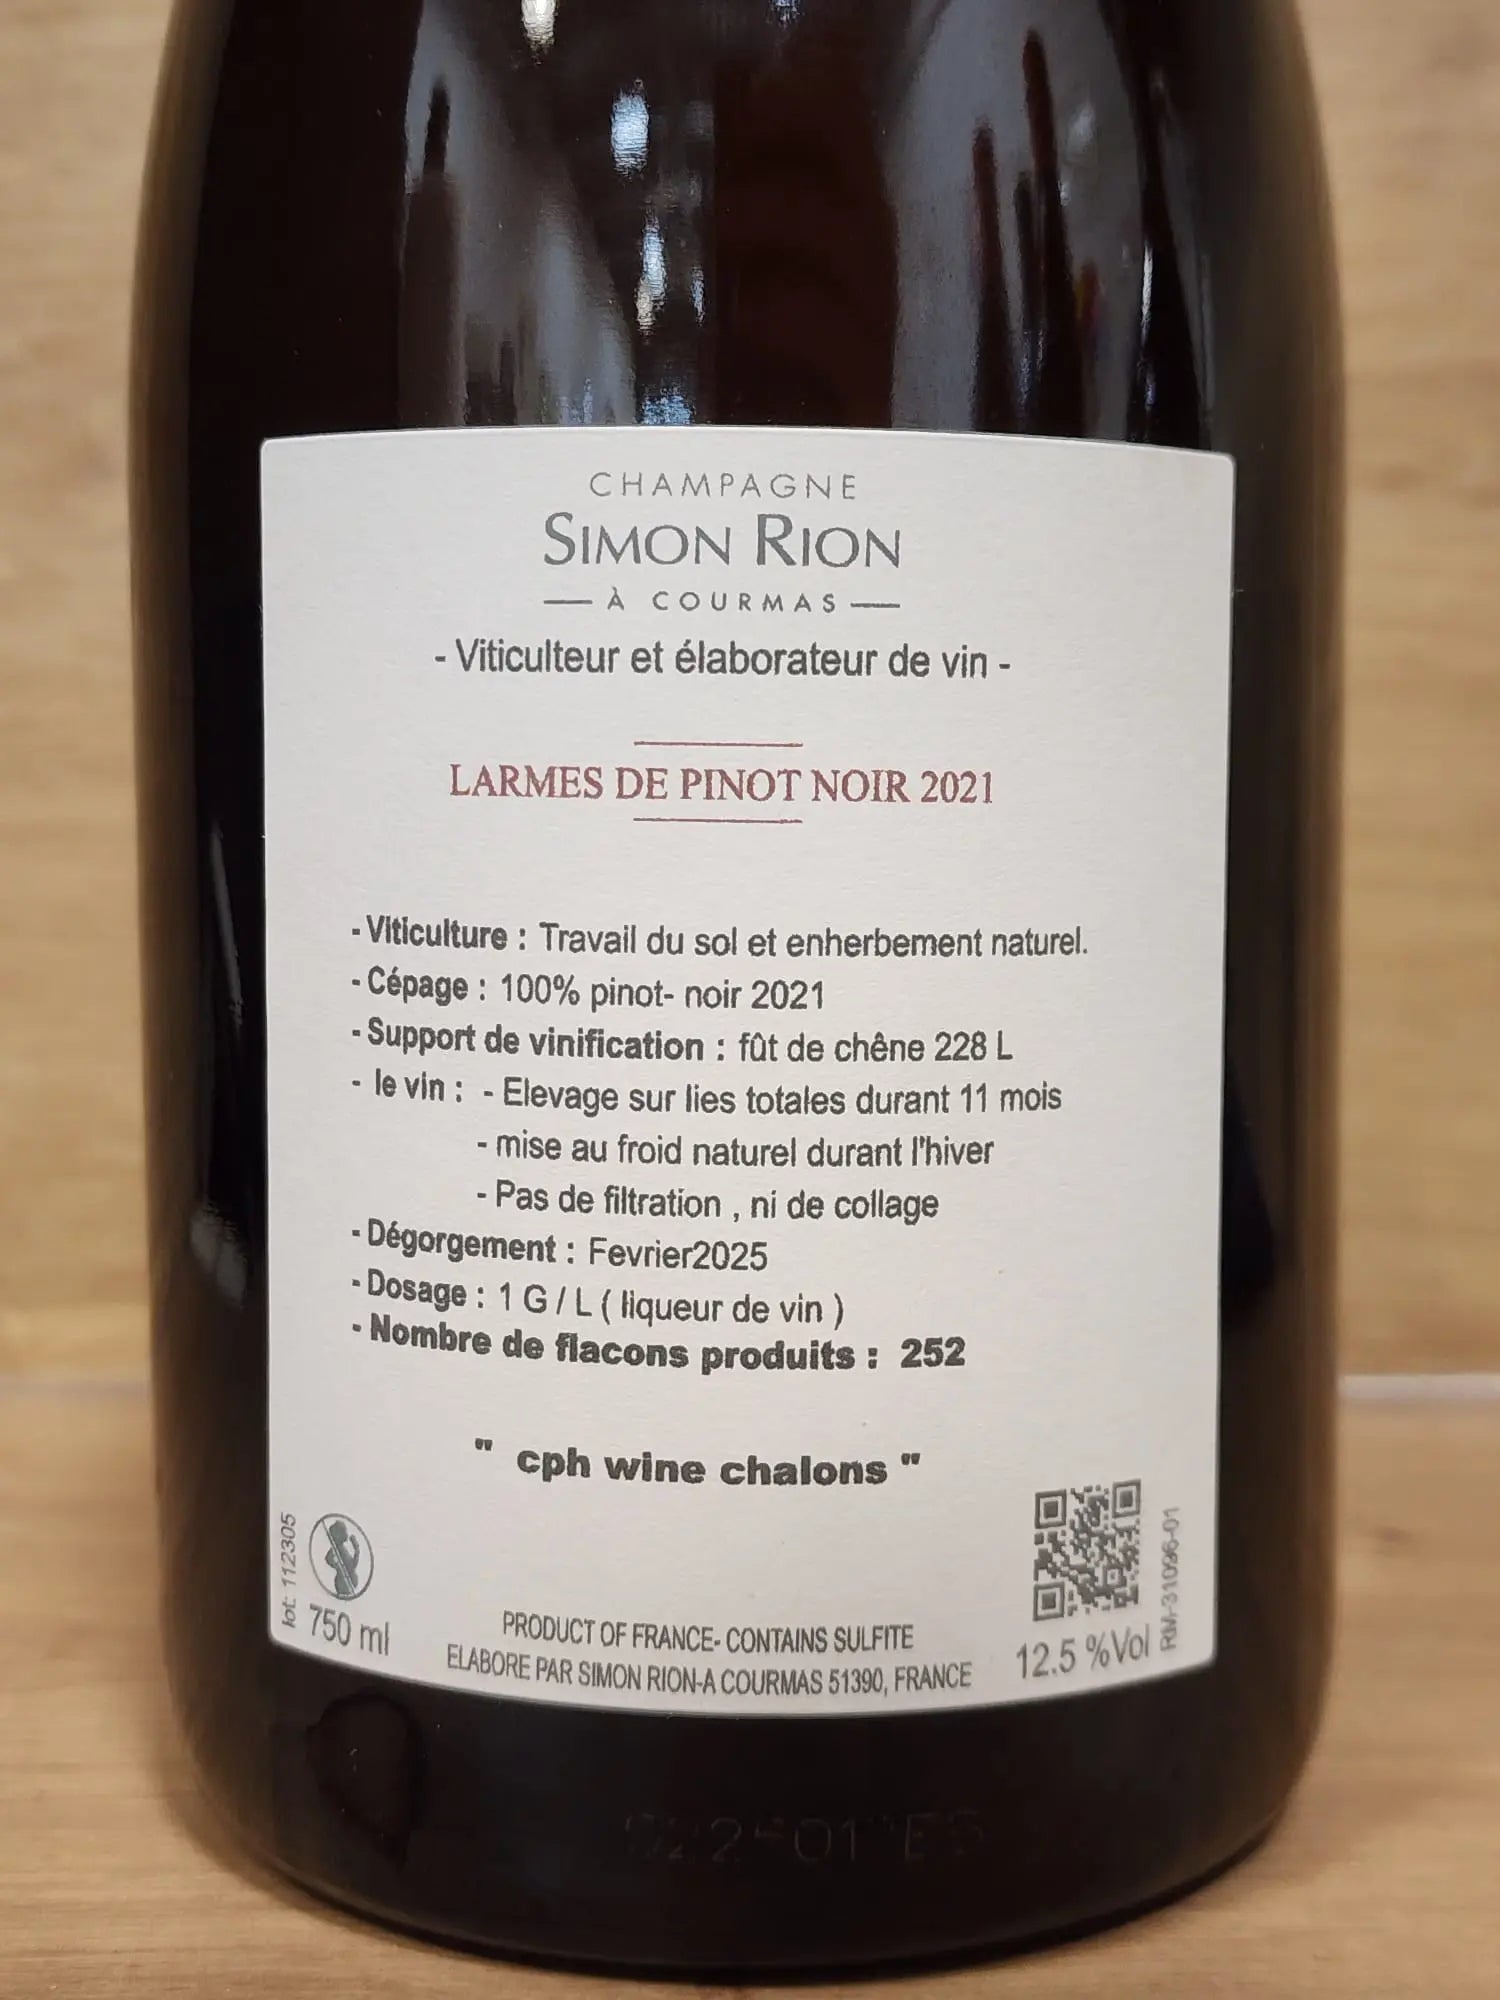 CHAMPAGNE
SIMON RION
— À COURMAS —
- Viticulteur et élaborateur de vin -
LARMES DE PINOT NOIR 2021
- Viticulture : Travail du sol et enherbement naturel.
- Cépage : 100% pinot- noir 2021
- Support de vinification : fût de chêne 228 L
- le vin : - Elevage sur lies totales durant 11 mois
- mise au froid naturel durant l'hiver
- Pas de filtration , ni de collage
- Dégorgement : Fevrier2025
- Dosage : 1 G / L ( liqueur de vin )
- Nombre de flacons produits : 252
" cph wine chalons "
lot: 112305
750 ml
PRODUCT OF FRANCE- CONTAINS SULFITE
ELABORE PAR SIMON RION-A COURMAS 51390, FRANCE
12.5 %Vol
RM-31096-01